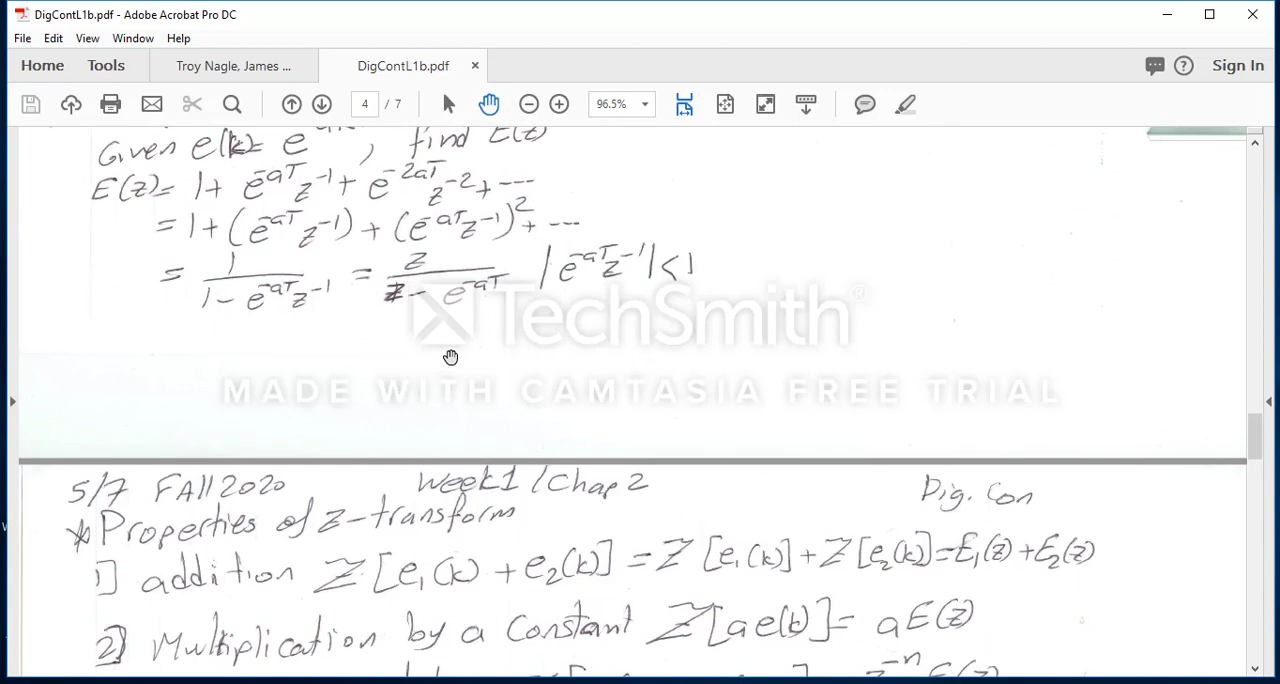 DigContL1b.pdf - Adobe Acrobat Pro DC
File Edit View Window Help
Home Tools Troy Nagle, James ... DigContL1b.pdf × Sign In
4 / 7 96.5%
Given e(k)= e , find E(z)
E(z)= 1+ e^-aT z^-1 + e^-2aT z^-2 + ---
= 1+ (e^-aT z^-1) + (e^-aT z^-1)^2 + ---
= 1 / (1- e^-aT z^-1) = z / (z- e^-aT) |e^-aT z^-1|<1
TechSmith
MADE WITH CAMTASIA FREE TRIAL
5/7 FAll 2020 Week1 /Chap 2 Dig. Con
* Properties of z-transform
1] addition Z[e₁(k) + e₂(k)] = Z[e₁(k)] + Z[e₂(k)] = E₁(z) + E₂(z)
2] Multiplication by a Constant Z[ae(k)]= aE(z)
z^-n E(z)